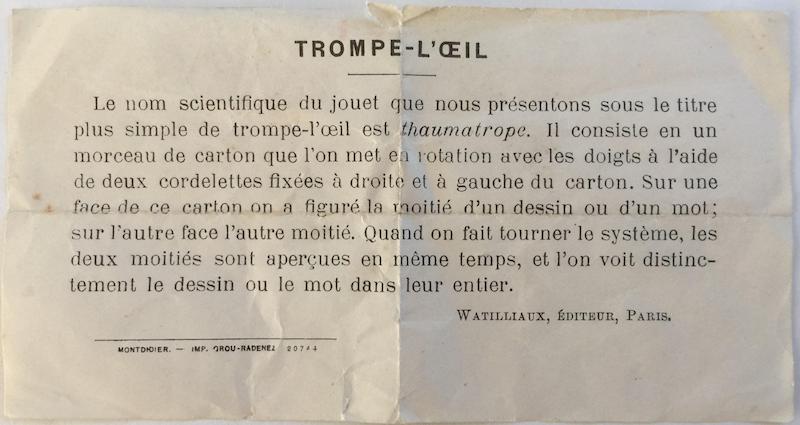 TROMPE-L'ŒIL
Le nom scientifique du jouet que nous présentons sous le titre
plus simple de trompe-l'œil est thaumatrope. Il consiste en un
morceau de carton que l'on met en rotation avec les doigts à l'aide
de deux cordelettes fixées à droite et à gauche du carton. Sur une
face de ce carton on a figuré la moitié d'un dessin ou d'un mot;
sur l'autre face l'autre moitié. Quand on fait tourner le système, les
deux moitiés sont aperçues en même temps, et l'on voit distinc-
tement le dessin ou le mot dans leur entier.
WATILLIAUX, ÉDITEUR, PARIS.
MONTDIDIER. — IMP. GROU-RADENEZ